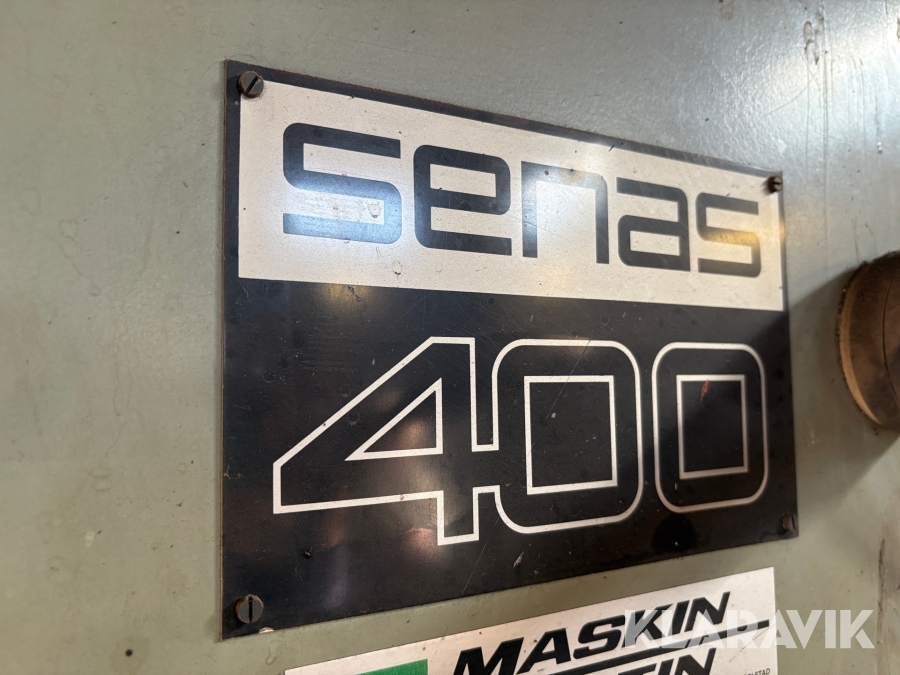 senas
400
MASKIN
KLARAVIK